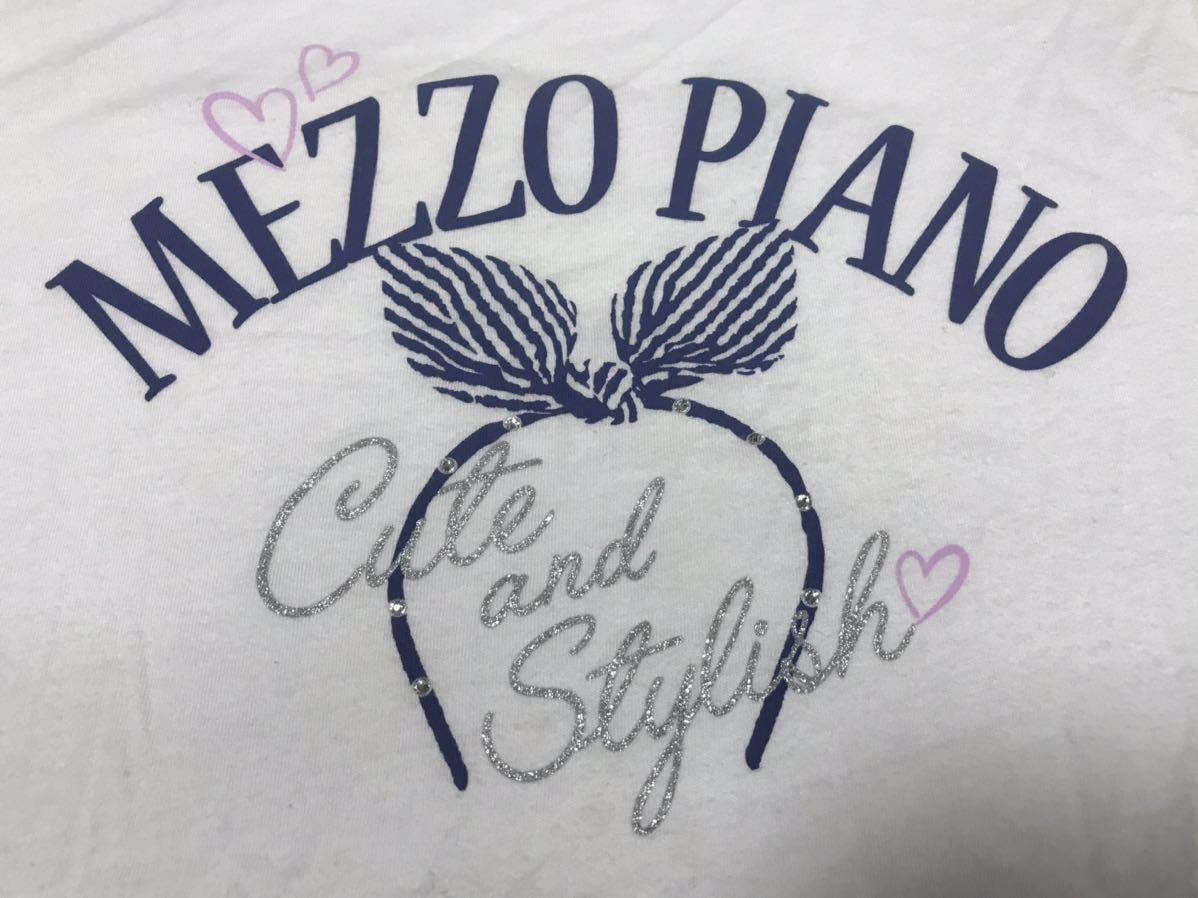 MEZZO PIANO
Cute
and
Stylish